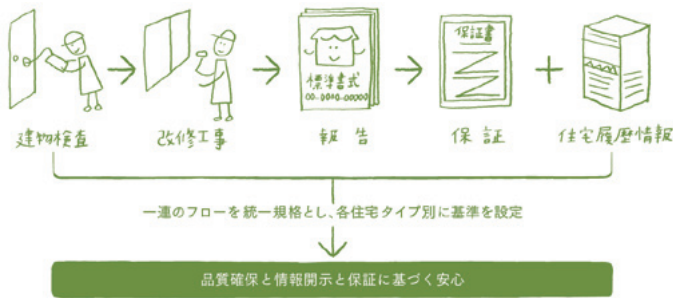 保証書
標準書式
00-0000-00000
建物検査
改修工事
報告
保証
住宅履歴情報
一連のフローを統一規格とし、各住宅タイプ別に基準を設定
品質確保と情報開示と保証に基づく安心